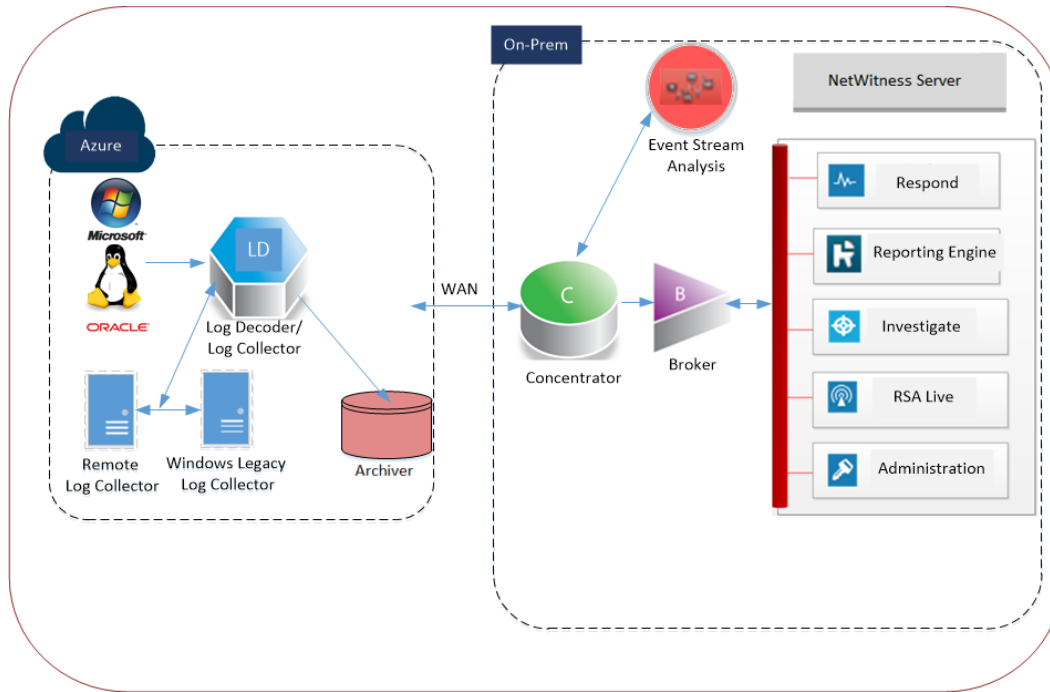 On-Prem
NetWitness Server
Azure
Event Stream
Analysis
Respond
Microsoft
LD
Reporting Engine
WAN
C
B
ORACLE
Log Decoder/
Log Collector
Investigate
Concentrator
Broker
RSA Live
Remote
Log Collector
Windows Legacy
Log Collector
Archiver
Administration